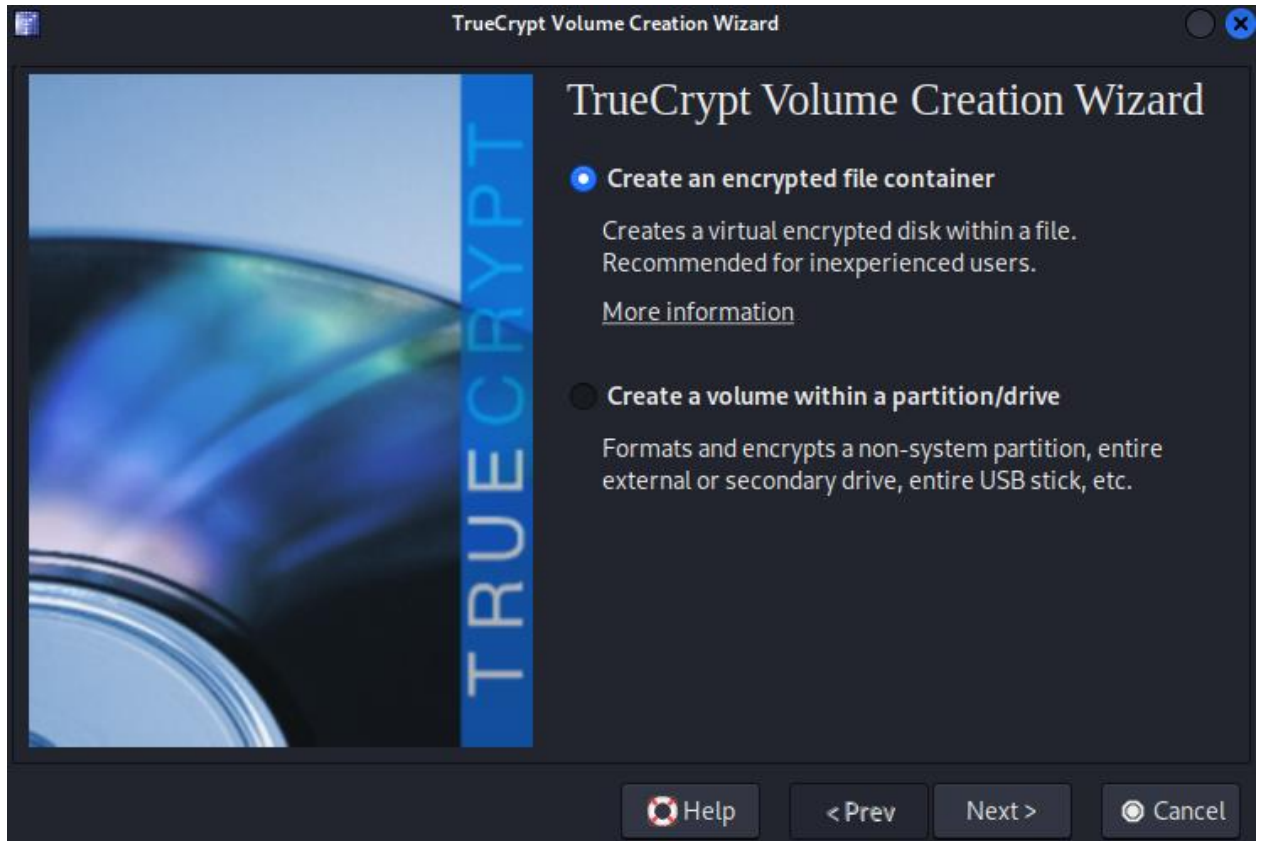 TrueCrypt Volume Creation Wizard
TRUECRYPT
TrueCrypt Volume Creation Wizard
Create an encrypted file container
Creates a virtual encrypted disk within a file.
Recommended for inexperienced users.
More information
Create a volume within a partition/drive
Formats and encrypts a non-system partition, entire
external or secondary drive, entire USB stick, etc.
Help < Prev Next > Cancel